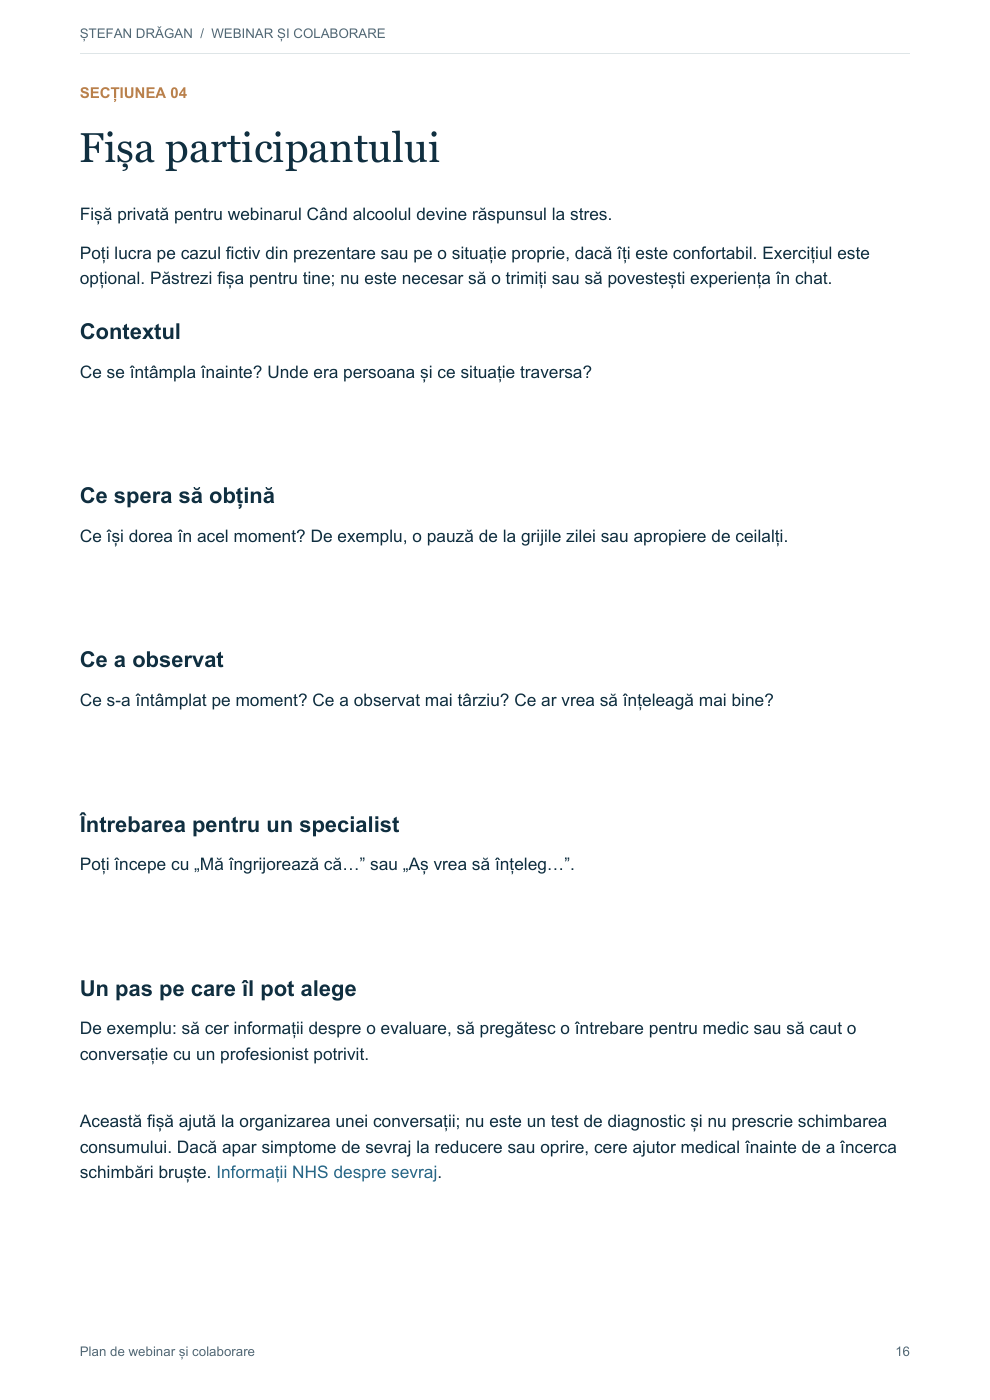 ȘTEFAN DRĂGAN / WEBINAR ȘI COLABORARE
SECȚIUNEA 04
Fișa participantului
Fișă privată pentru webinarul Când alcoolul devine răspunsul la stres.
Poți lucra pe cazul fictiv din prezentare sau pe o situație proprie, dacă îți este confortabil. Exercițiul este
opțional. Păstrezi fișa pentru tine; nu este necesar să o trimiți sau să povestești experiența în chat.
Contextul
Ce se întâmpla înainte? Unde era persoana și ce situație traversa?
Ce spera să obțină
Ce își dorea în acel moment? De exemplu, o pauză de la grijile zilei sau apropiere de ceilalți.
Ce a observat
Ce s-a întâmplat pe moment? Ce a observat mai târziu? Ce ar vrea să înțeleagă mai bine?
Întrebarea pentru un specialist
Poți începe cu „Mă îngrijorează că…” sau „Aș vrea să înțeleg…”.
Un pas pe care îl pot alege
De exemplu: să cer informații despre o evaluare, să pregătesc o întrebare pentru medic sau să caut o
conversație cu un profesionist potrivit.
Această fișă ajută la organizarea unei conversații; nu este un test de diagnostic și nu prescrie schimbarea
consumului. Dacă apar simptome de sevraj la reducere sau oprire, cere ajutor medical înainte de a încerca
schimbări bruște. Informații NHS despre sevraj.
Plan de webinar și colaborare
16